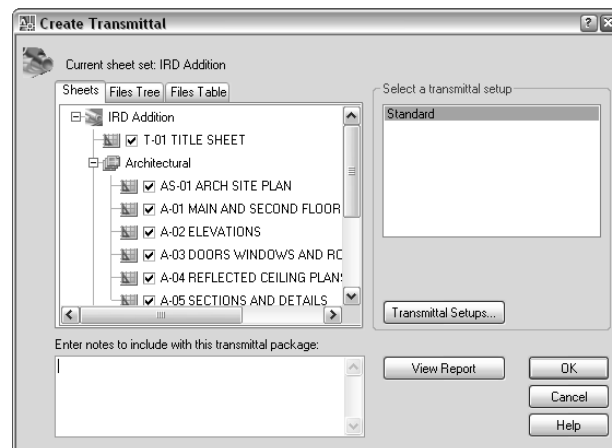 Create Transmittal
Current sheet set: IRD Addition
Sheets Files Tree Files Table
IRD Addition
T-01 TITLE SHEET
Architectural
AS-01 ARCH SITE PLAN
A-01 MAIN AND SECOND FLOOR
A-02 ELEVATIONS
A-03 DOORS WINDOWS AND RO
A-04 REFLECTED CEILING PLANS
A-05 SECTIONS AND DETAILS
Select a transmittal setup
Standard
Transmittal Setups...
Enter notes to include with this transmittal package:
View Report
OK
Cancel
Help